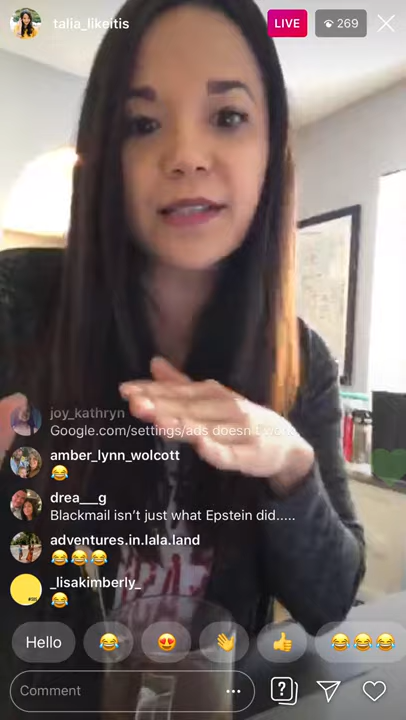 talia_likeitis
LIVE
269
joy_kathryn
Google.com/settings/ads doesn't work
amber_lynn_wolcott
😂
drea___g
Blackmail isn't just what Epstein did.....
adventures.in.lala.land
😂😂😂
_lisakimberly_
😂
Hello 😂 😍 👋 👍 😂😂😂
Comment